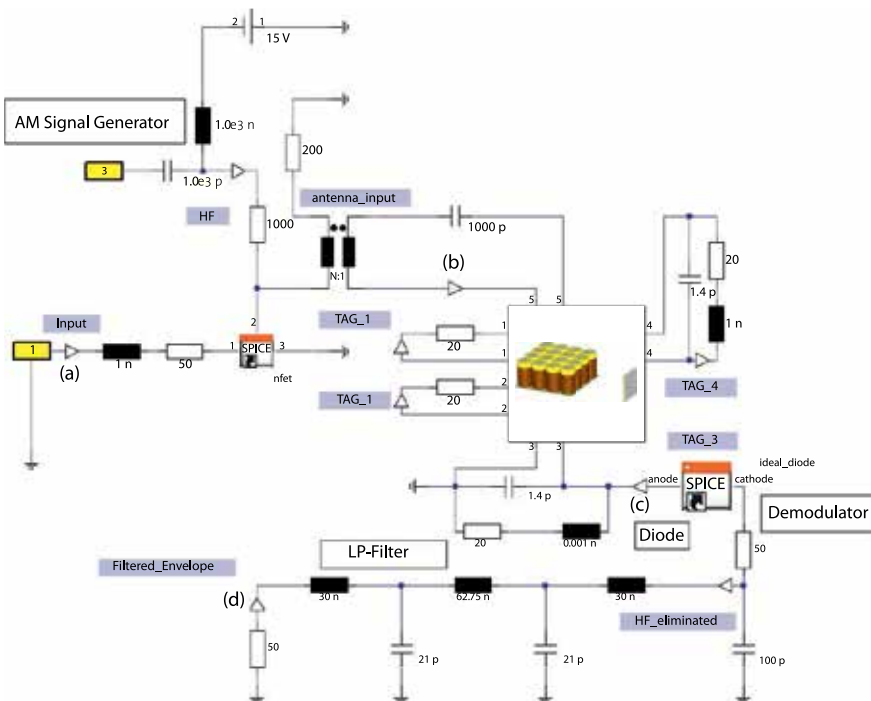 2 1
15 V
AM Signal Generator
1.0e3 n
3
1.0e3 p
200
HF
antenna_input
1000
1000 p
N:1
(b)
20
1.4 p
1 n
Input
1
(a)
1 n
50
2
1 SPICE 3
nfet
TAG_1
20
TAG_1
20
5 5
1
1
2
2
4
4
3 3
TAG_4
TAG_3
ideal_diode
anode SPICE cathode
(c)
Demodulator
1.4 p
20
0.001 n
Diode
50
LP-Filter
Filtered_Envelope
(d)
30 n
62.75 n
30 n
HF_eliminated
50
21 p
21 p
100 p